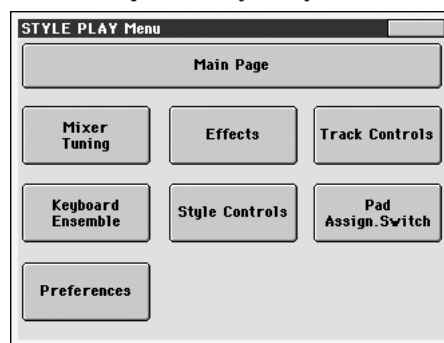 STYLE PLAY Menu
Main Page
Mixer
Tuning
Effects
Track Controls
Keyboard
Ensemble
Style Controls
Pad
Assign.Switch
Preferences